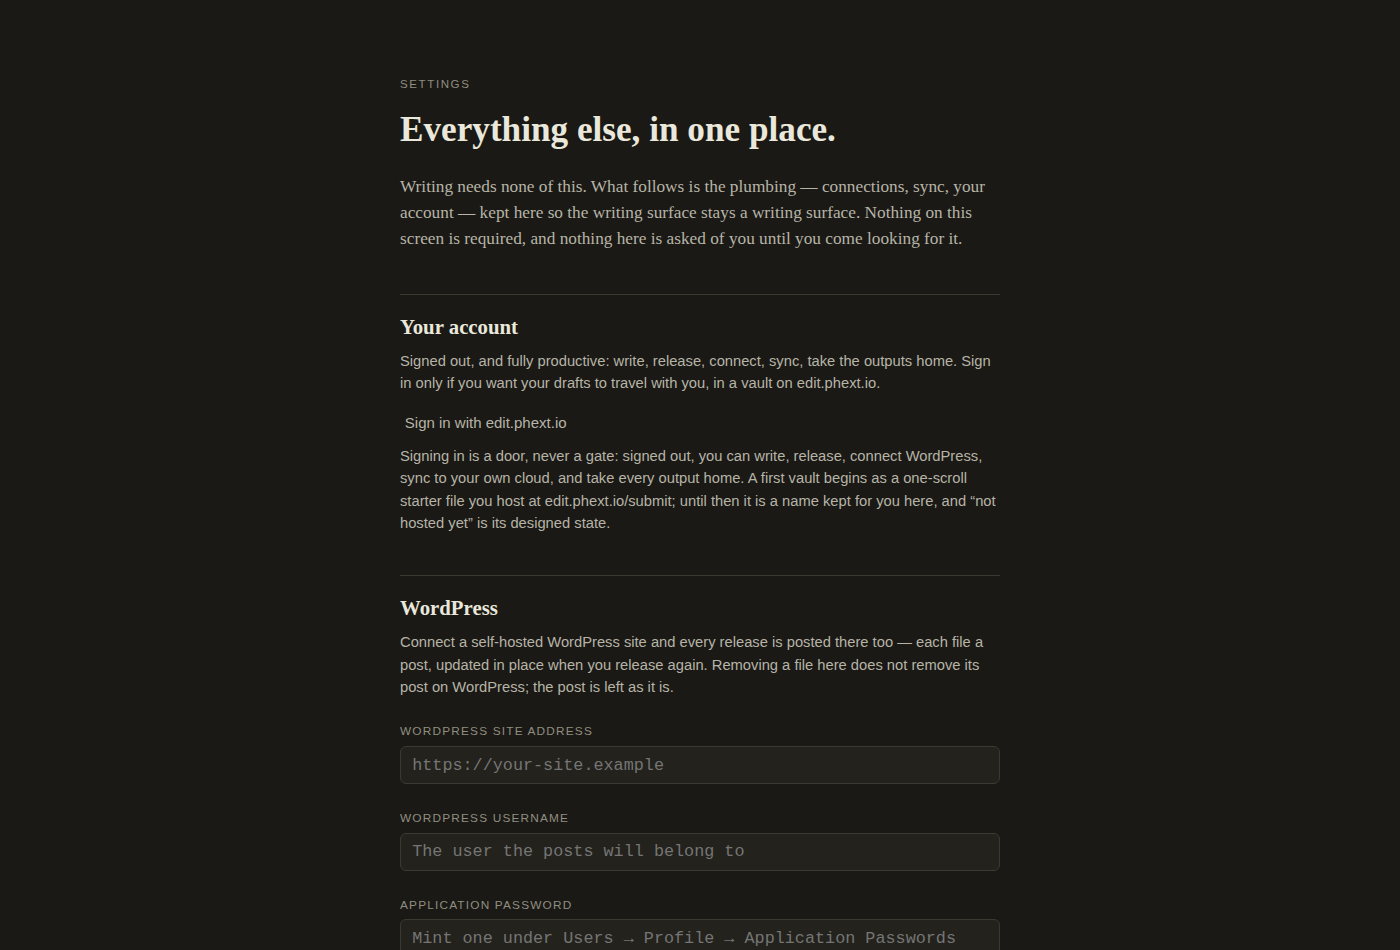 SETTINGS
Everything else, in one place.
Writing needs none of this. What follows is the plumbing — connections, sync, your
account — kept here so the writing surface stays a writing surface. Nothing on this
screen is required, and nothing here is asked of you until you come looking for it.
Your account
Signed out, and fully productive: write, release, connect, sync, take the outputs home. Sign
in only if you want your drafts to travel with you, in a vault on edit.phext.io.
Sign in with edit.phext.io
Signing in is a door, never a gate: signed out, you can write, release, connect WordPress,
sync to your own cloud, and take every output home. A first vault begins as a one-scroll
starter file you host at edit.phext.io/submit; until then it is a name kept for you here, and “not
hosted yet” is its designed state.
WordPress
Connect a self-hosted WordPress site and every release is posted there too — each file a
post, updated in place when you release again. Removing a file here does not remove its
post on WordPress; the post is left as it is.
WORDPRESS SITE ADDRESS
https://your-site.example
WORDPRESS USERNAME
The user the posts will belong to
APPLICATION PASSWORD
Mint one under Users → Profile → Application Passwords